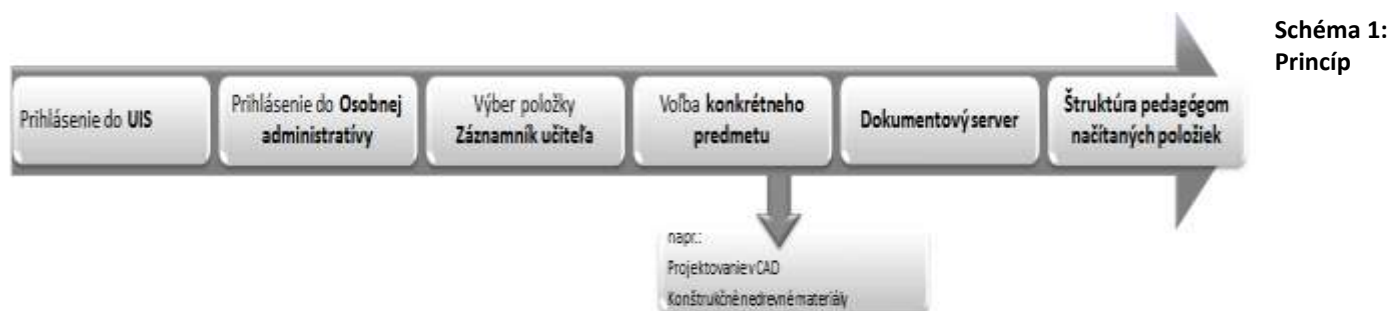 Schéma 1:
Princíp
Prihlásenie do UIS
Prihlásenie do Osobnej
administratívy
Výber položky
Záznamník učiteľa
Voľba konkrétneho
predmetu
Dokumentový server
Štruktúra pedagógom
načítaných položiek
napr.:
Projektovanie v CAD
Konštrukčné nedrevné materiály